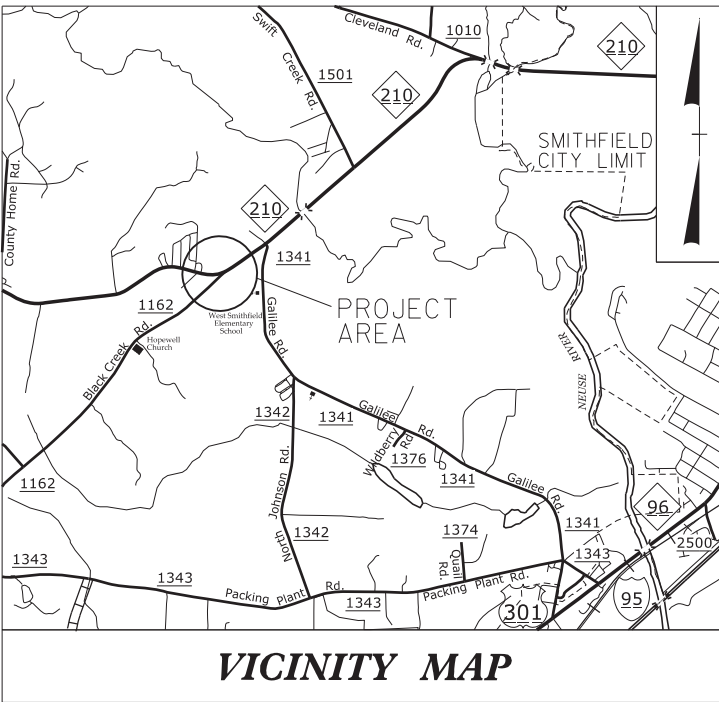 Swift Creek Rd.
Cleveland Rd.
1010
210
1501
210
SMITHFIELD
CITY LIMIT
County Home Rd.
210
1341
1162
West Smithfield
Elementary
School
PROJECT
AREA
Galilee Rd.
Black Creek Rd.
Hopewell
Church
RIVER
NEUSE
1342
1341
Galilee Rd.
Wildberry Rd.
1376
1341
Galilee Rd.
1162
North Johnson Rd.
1342
1374
Quail Rd.
1341
1343
96
2500
1343
1343
Packing Plant Rd.
1343
Packing Plant Rd.
301
95
VICINITY MAP